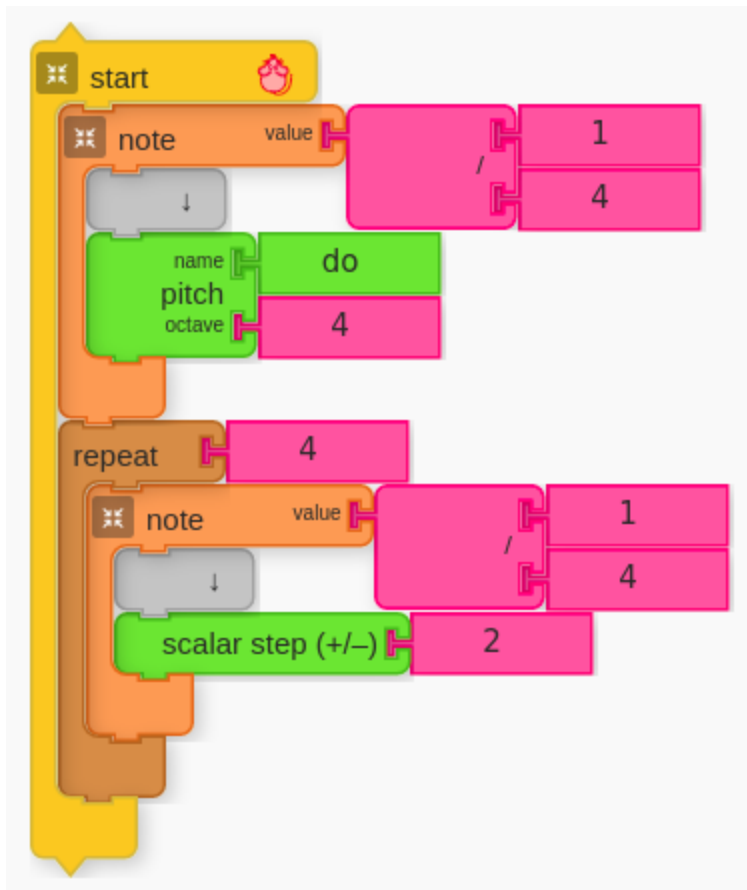 start
note value / 1
4
↓
name do
pitch
octave 4
repeat 4
note value / 1
4
↓
scalar step (+/–) 2